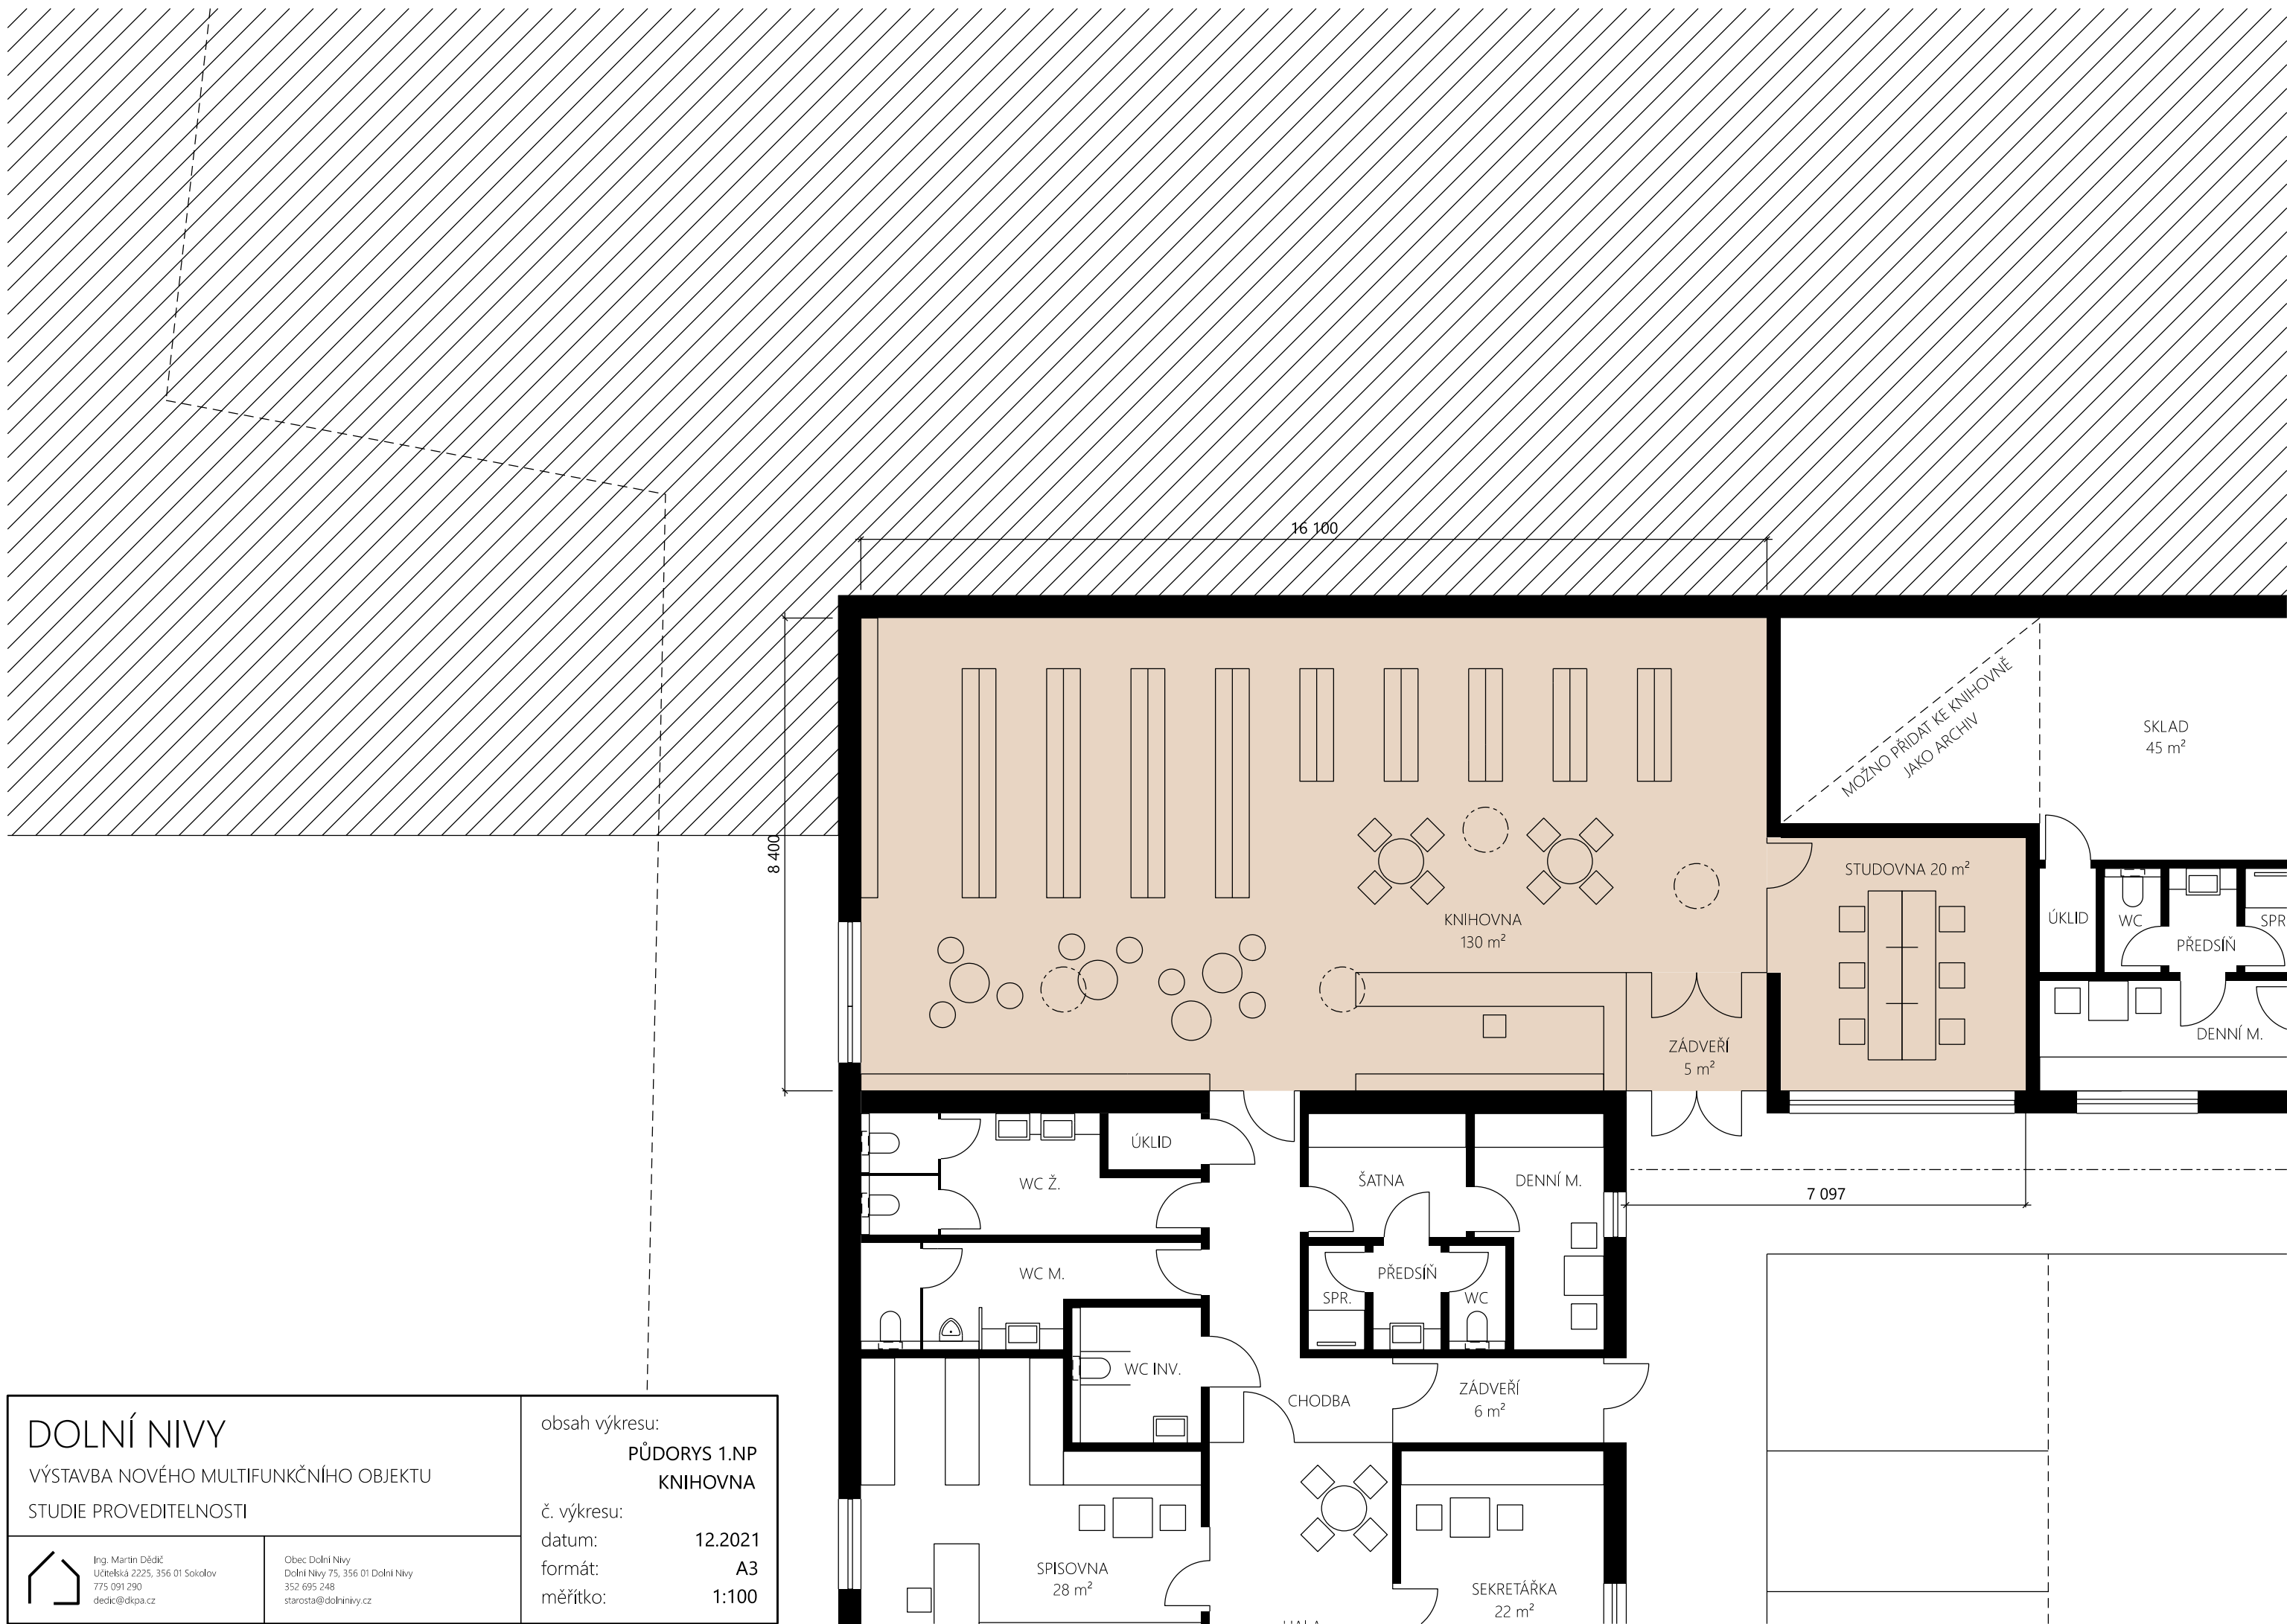 16 100
8 400
MOŽNO PŘIDAT KE KNIHOVNĚ
JAKO ARCHIV
SKLAD
45 m²
STUDOVNA 20 m²
KNIHOVNA
130 m²
ÚKLID
WC
PŘEDSÍŇ
SPR
DENNÍ M.
ZÁDVEŘÍ
5 m²
ÚKLID
WC Ž.
ŠATNA
DENNÍ M.
7 097
WC M.
PŘEDSÍŇ
SPR.
WC
WC INV.
CHODBA
ZÁDVEŘÍ
6 m²
SPISOVNA
28 m²
SEKRETÁŘKA
22 m²
DOLNÍ NIVY
VÝSTAVBA NOVÉHO MULTIFUNKČNÍHO OBJEKTU
STUDIE PROVEDITELNOSTI
Ing. Martin Dědič
Učitelská 2225, 356 01 Sokolov
775 091 290
dedic@dkpa.cz
Obec Dolní Nivy
Dolní Nivy 75, 356 01 Dolní Nivy
352 695 248
starosta@dolninivy.cz
obsah výkresu:
PŮDORYS 1.NP
KNIHOVNA
č. výkresu:
datum: 12.2021
formát: A3
měřítko: 1:100